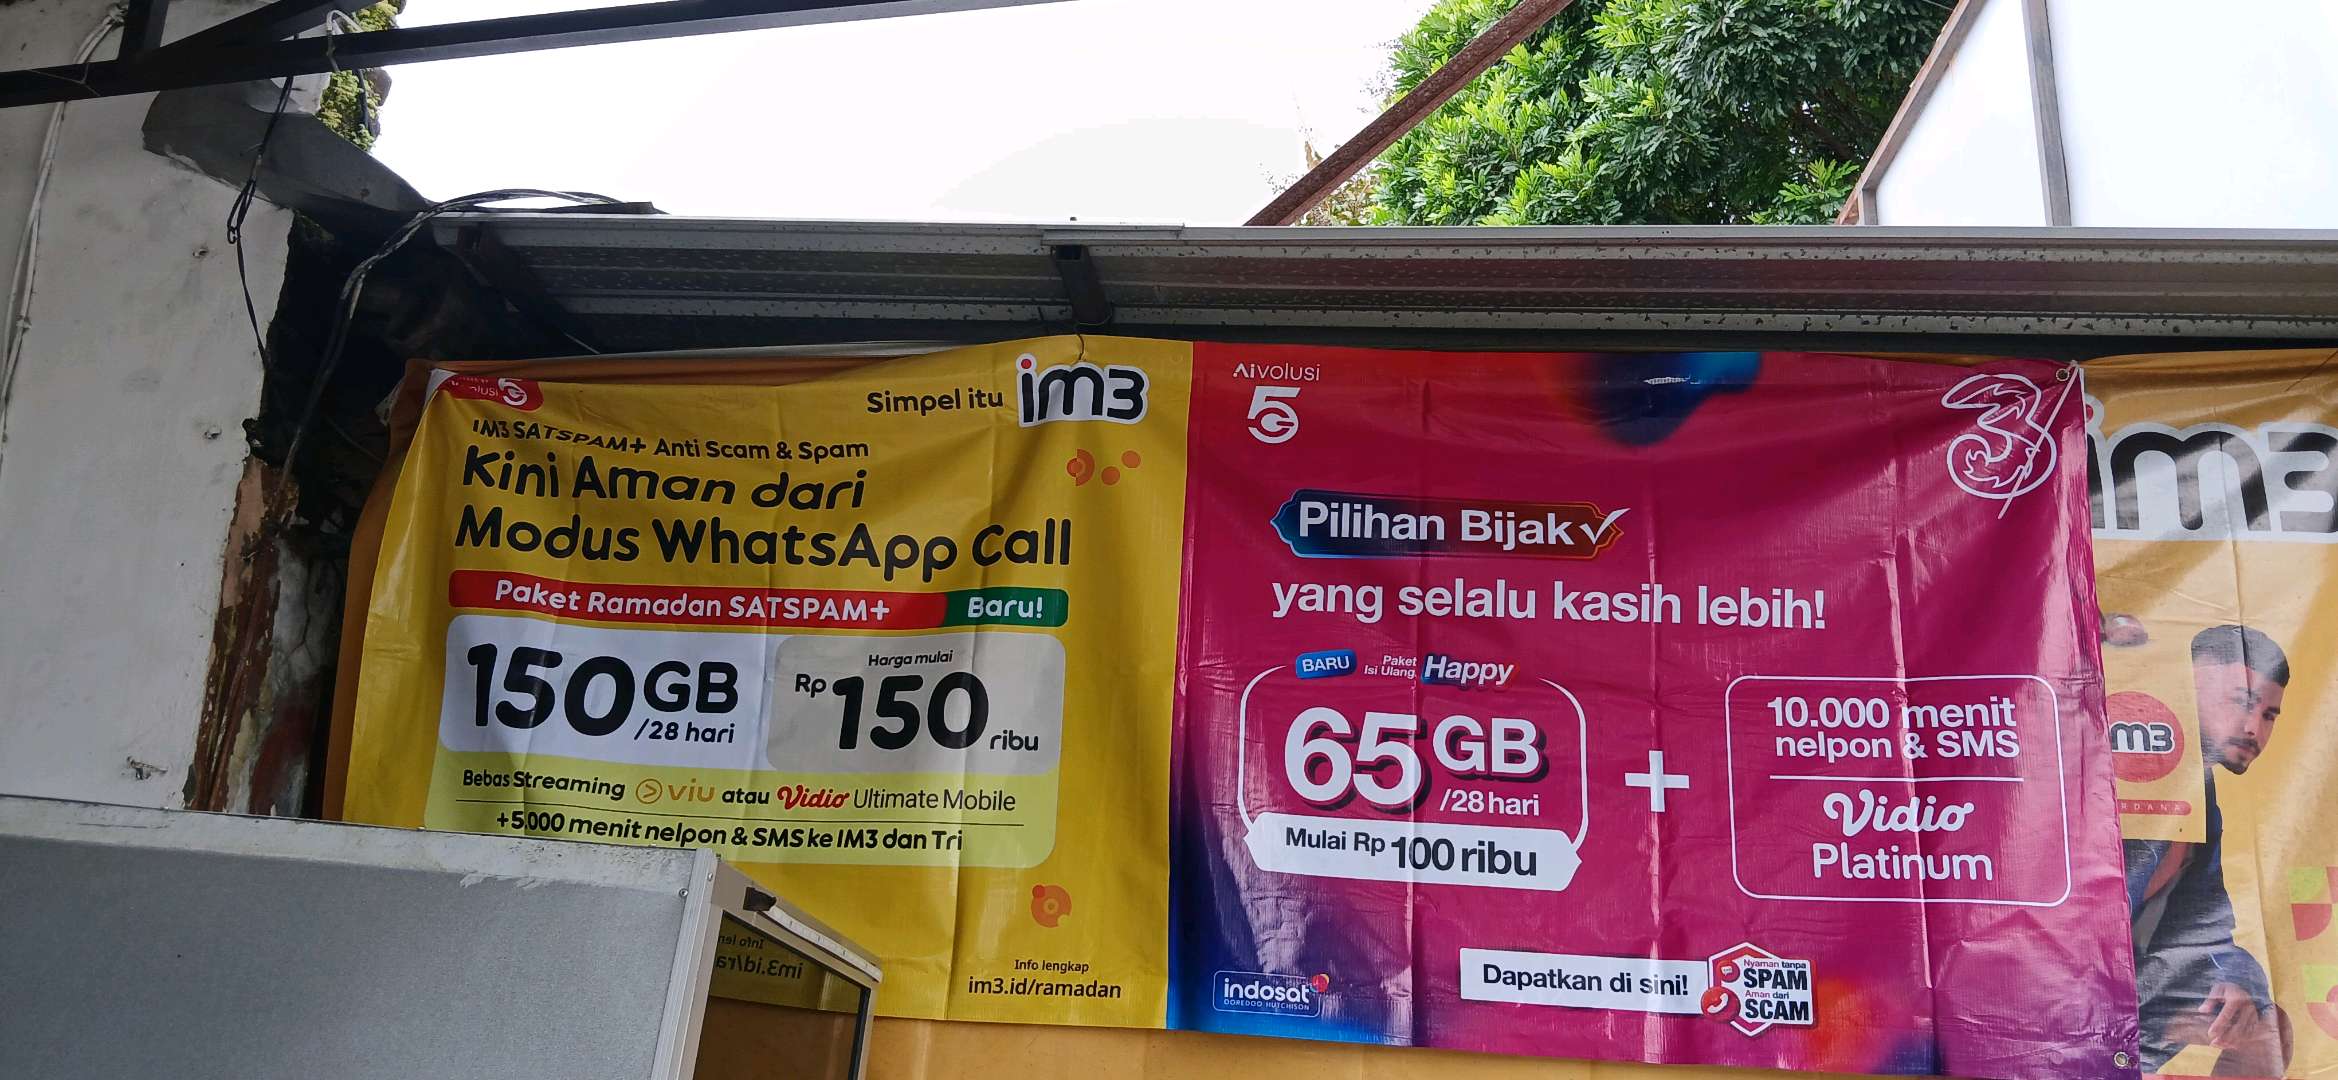 Simpel itu im3
IM3 SATSPAM+ Anti Scam & Spam
Kini Aman dari
Modus WhatsApp Call
Paket Ramadan SATSPAM+ Baru!
150GB
/28 hari
Harga mulai
Rp 150 ribu
Bebas Streaming viu atau Vidio Ultimate Mobile
+5.000 menit nelpon & SMS ke IM3 dan Tri
Info lengkap
im3.id/ramadan
AIvolusi
5G
3
Pilihan Bijak
yang selalu kasih lebih!
BARU Paket Isi Ulang Happy
65GB
/28 hari
Mulai Rp 100 ribu
+
10.000 menit
nelpon & SMS
Vidio
Platinum
indosat
OOREDOO HUTCHISON
Dapatkan di sini!
Nyaman tanpa
SPAM
Aman dari
SCAM
im3
im3